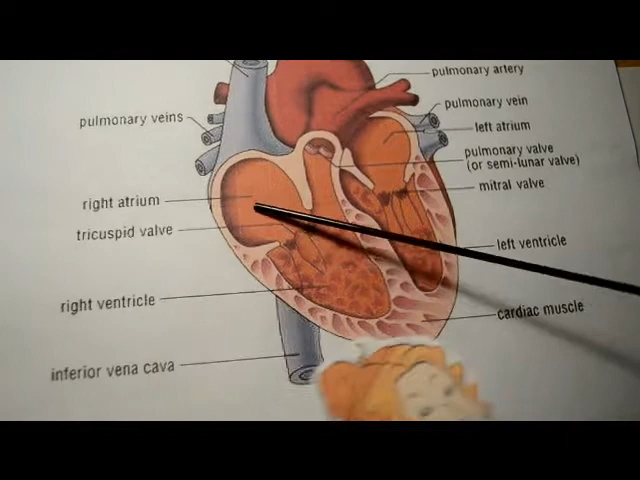 pulmonary artery
pulmonary veins
pulmonary vein
left atrium
pulmonary valve
(or semi-lunar valve)
mitral valve
right atrium
tricuspid valve
left ventricle
right ventricle
cardiac muscle
inferior vena cava